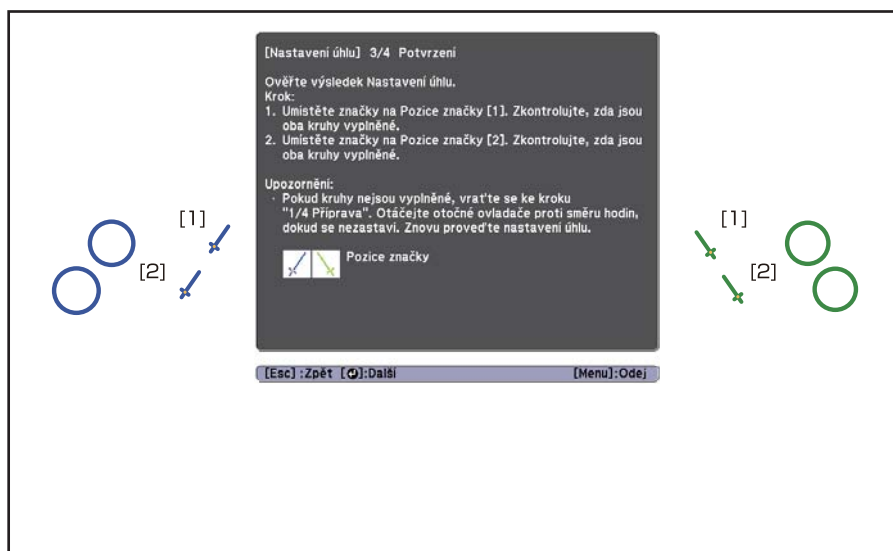 [Nastavení úhlu] 3/4 Potvrzení
Ověřte výsledek Nastavení úhlu.
Krok:
1. Umístěte značky na Pozice značky [1]. Zkontrolujte, zda jsou
oba kruhy vyplněné.
2. Umístěte značky na Pozice značky [2]. Zkontrolujte, zda jsou
oba kruhy vyplněné.
Upozornění:
· Pokud kruhy nejsou vyplněné, vraťte se ke kroku
"1/4 Příprava". Otáčejte otočné ovladače proti směru hodin,
dokud se nezastaví. Znovu proveďte nastavení úhlu.
Pozice značky
[1]
[2]
[1]
[2]
[Esc] :Zpět [⏎]:Další [Menu]:Odej